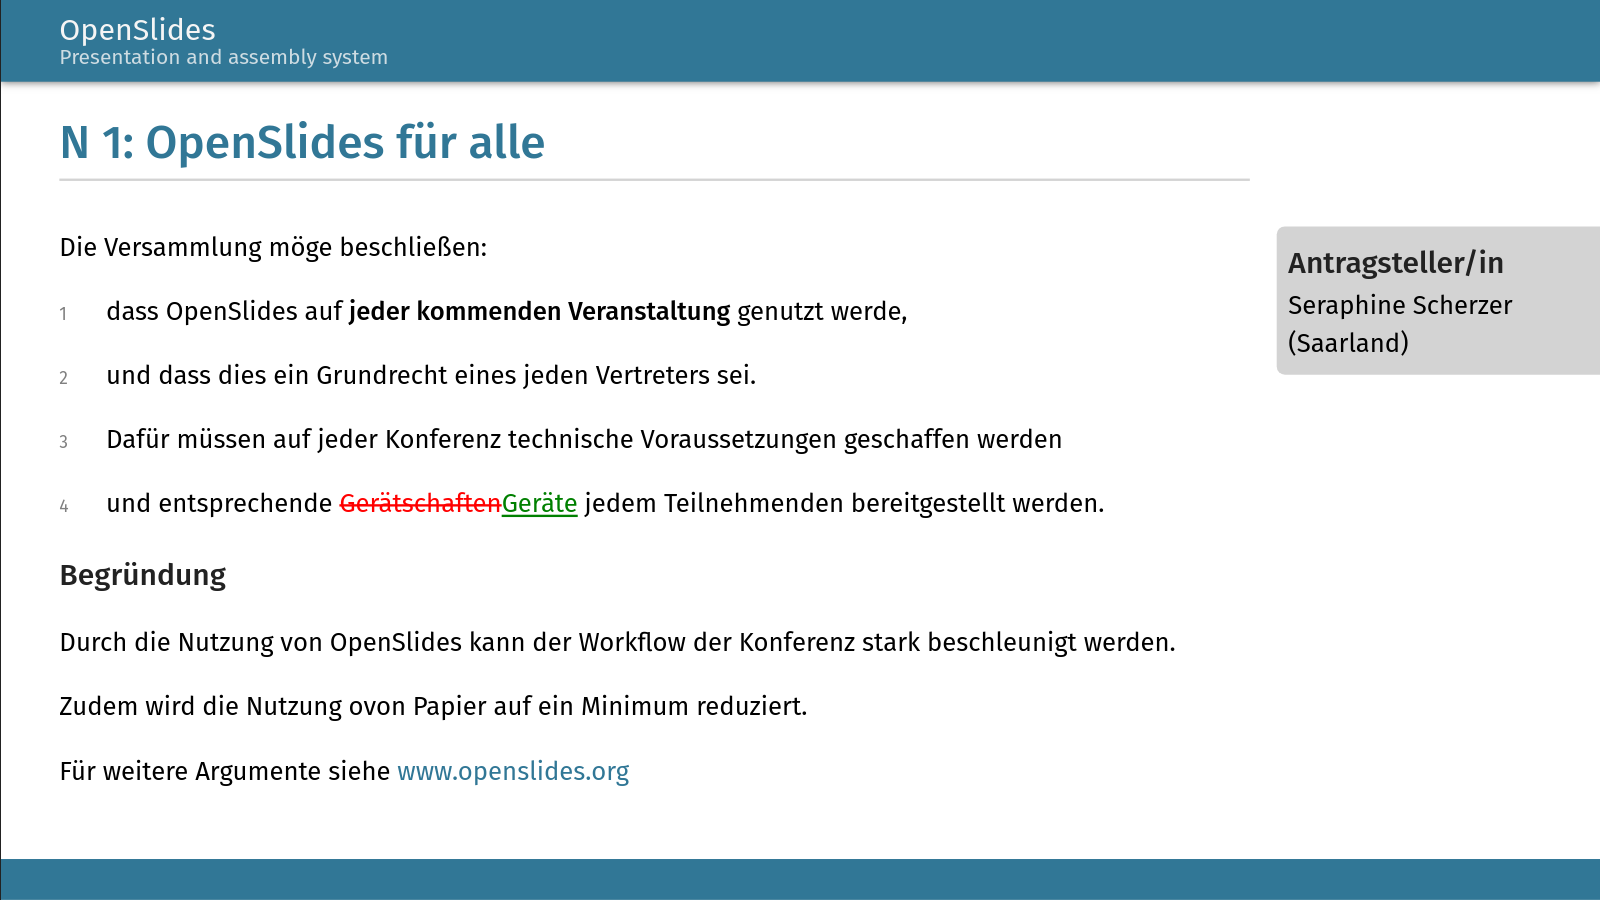 OpenSlides
Presentation and assembly system
N 1: OpenSlides für alle
Die Versammlung möge beschließen:
1 dass OpenSlides auf jeder kommenden Veranstaltung genutzt werde,
2 und dass dies ein Grundrecht eines jeden Vertreters sei.
3 Dafür müssen auf jeder Konferenz technische Voraussetzungen geschaffen werden
4 und entsprechende GerätschaftenGeräte jedem Teilnehmenden bereitgestellt werden.
Begründung
Durch die Nutzung von OpenSlides kann der Workflow der Konferenz stark beschleunigt werden.
Zudem wird die Nutzung ovon Papier auf ein Minimum reduziert.
Für weitere Argumente siehe www.openslides.org
Antragsteller/in
Seraphine Scherzer
(Saarland)